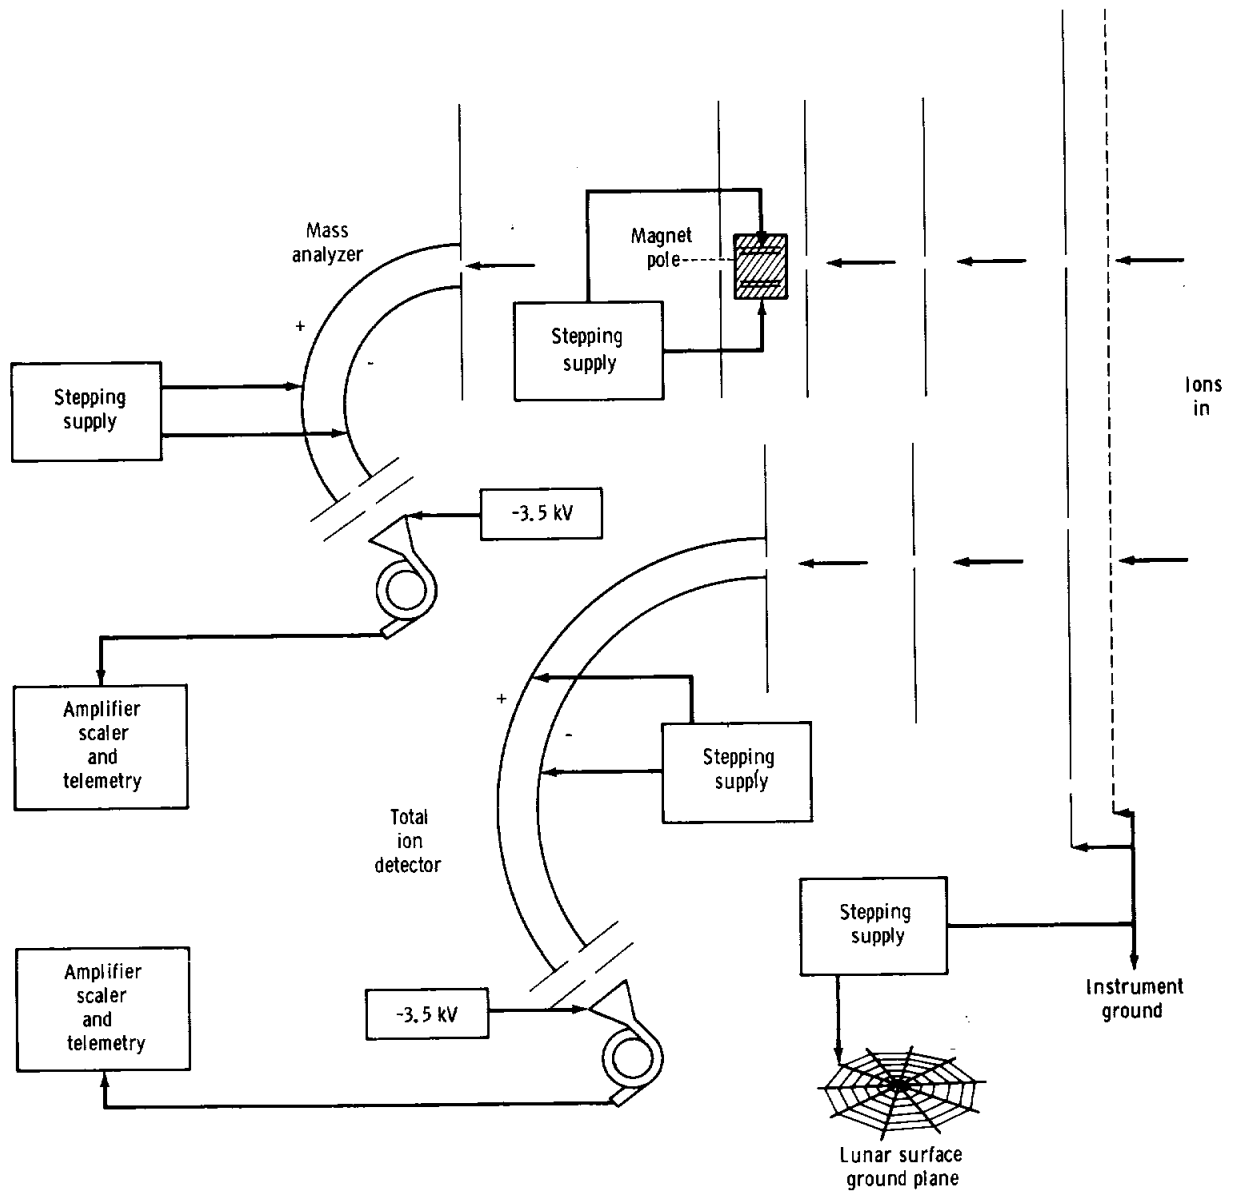 Mass
analyzer
+
-
Magnet
pole
Stepping
supply
Stepping
supply
Ions
in
-3.5 kV
Amplifier
scaler
and
telemetry
+
-
Stepping
supply
Total
ion
detector
Stepping
supply
Amplifier
scaler
and
telemetry
-3.5 kV
Instrument
ground
Lunar surface
ground plane